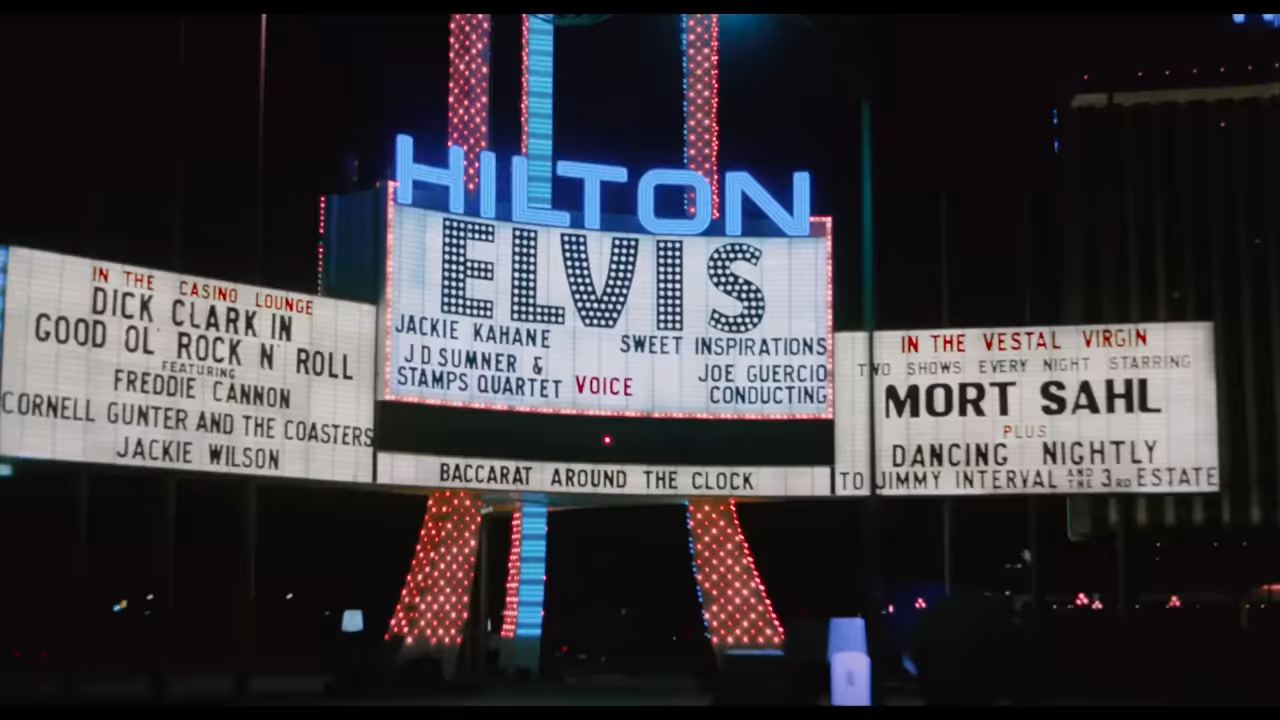 IN THE CASINO LOUNGE
DICK CLARK IN
GOOD OL' ROCK N' ROLL
FEATURING
FREDDIE CANNON
CORNELL GUNTER AND THE COASTERS
JACKIE WILSON
HILTON
ELVIS
JACKIE KAHANE
J.D. SUMNER &
STAMPS QUARTET VOICE
SWEET INSPIRATIONS
JOE GUERCIO
CONDUCTING
BACCARAT AROUND THE CLOCK
IN THE VESTAL VIRGIN
TWO SHOWS EVERY NIGHT STARRING
MORT SAHL
PLUS
DANCING NIGHTLY
TO JIMMY INTERVAL AND THE 3RD ESTATE